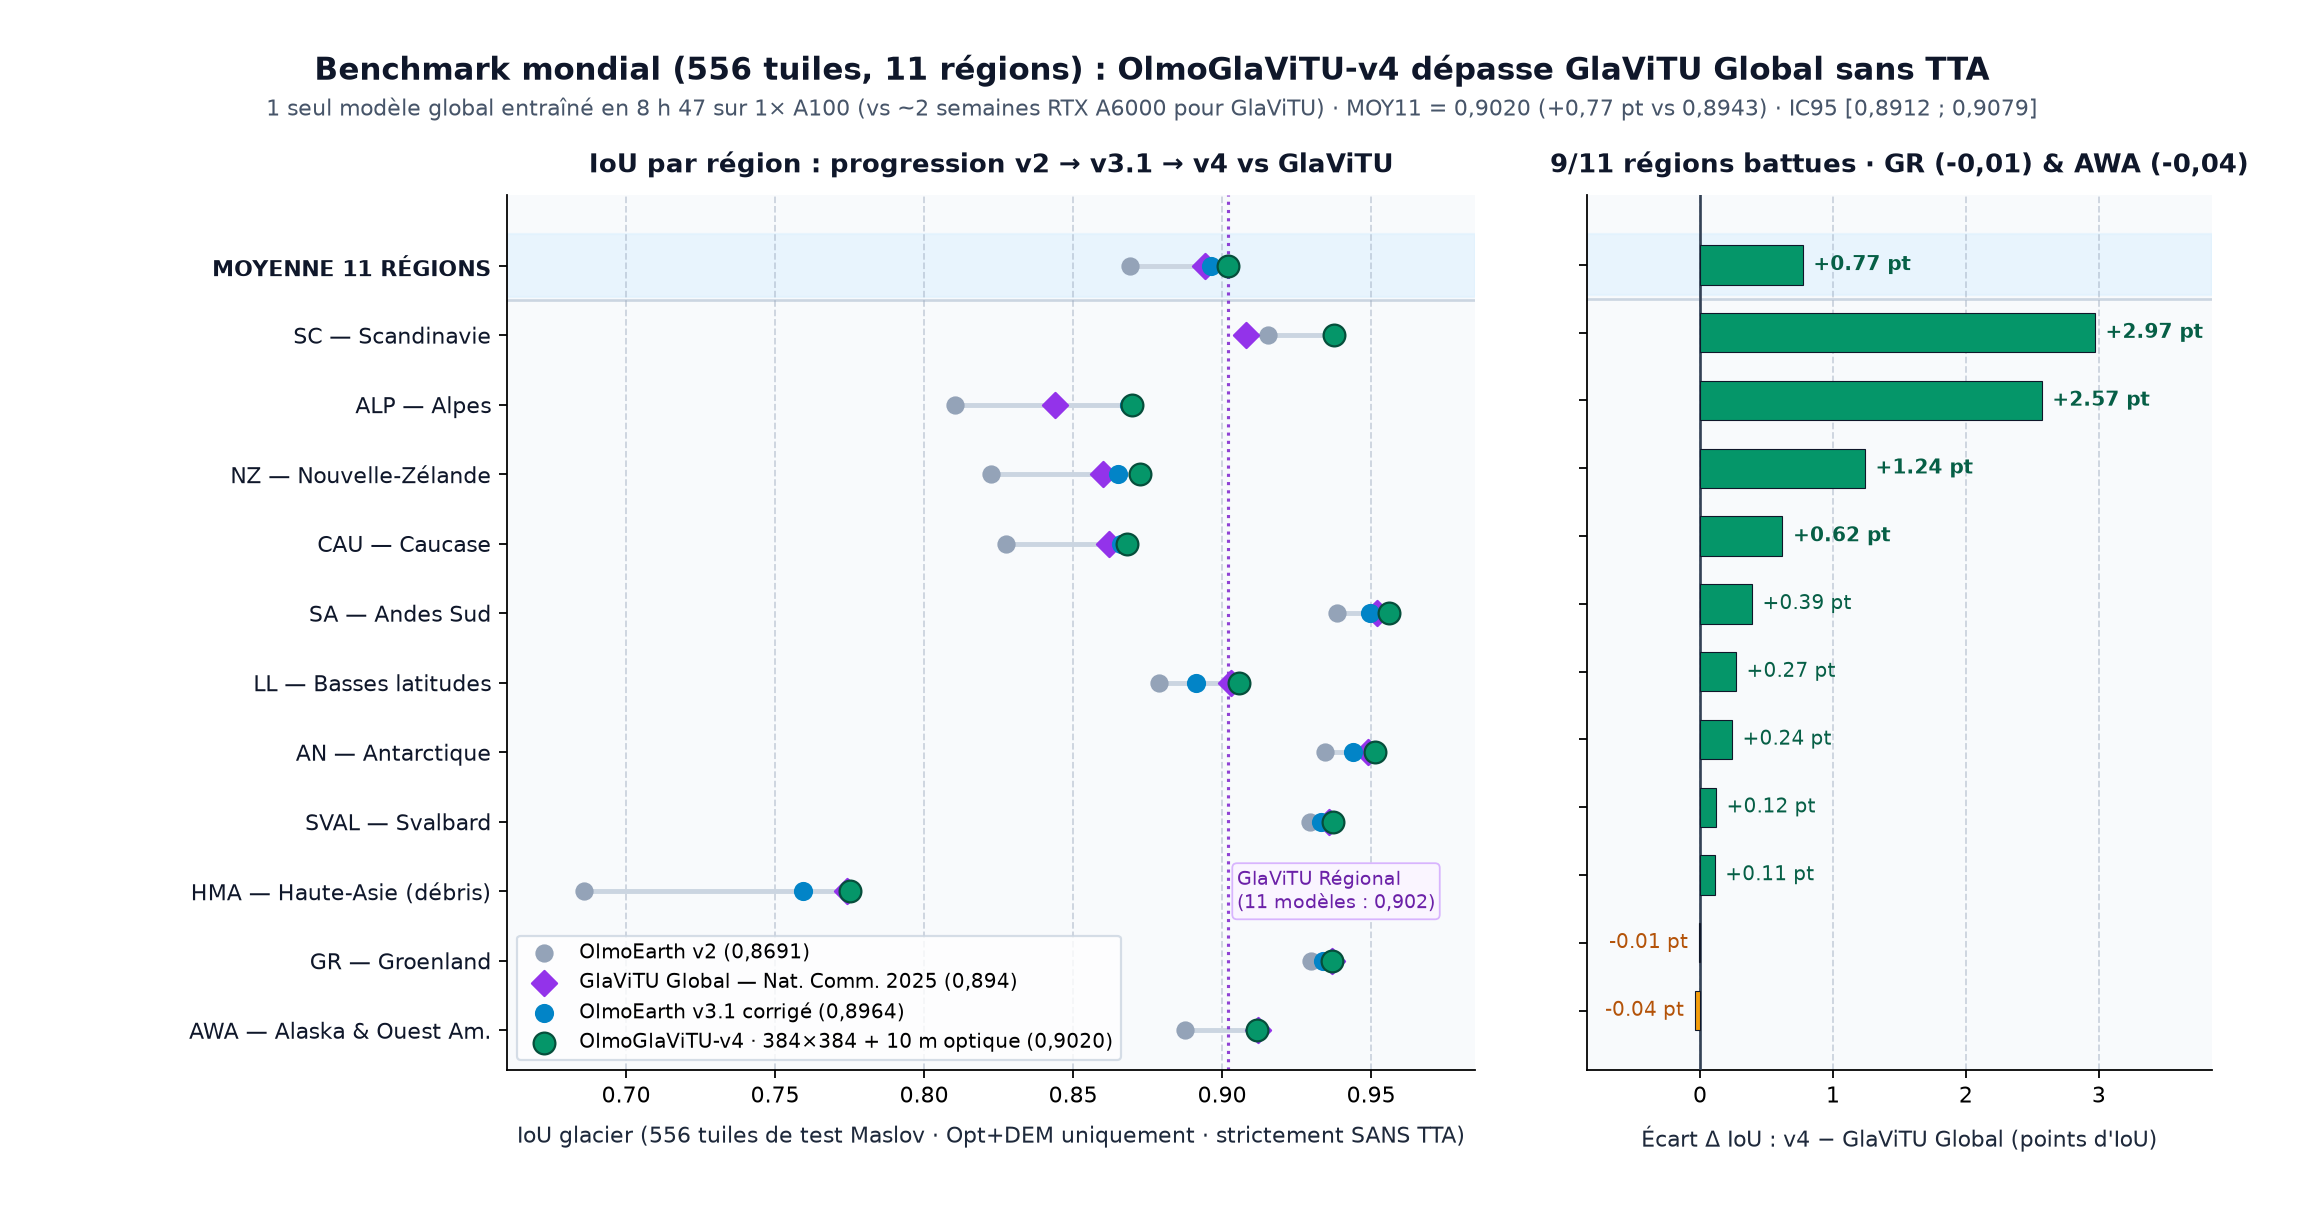 Benchmark mondial (556 tuiles, 11 régions) : OlmoGlaViTU-v4 dépasse GlaViTU Global sans TTA
1 seul modèle global entraîné en 8 h 47 sur 1× A100 (vs ~2 semaines RTX A6000 pour GlaViTU) · MOY11 = 0,9020 (+0,77 pt vs 0,8943) · IC95 [0,8912 ; 0,9079]
IoU par région : progression v2 → v3.1 → v4 vs GlaViTU
MOYENNE 11 RÉGIONS
SC — Scandinavie
ALP — Alpes
NZ — Nouvelle-Zélande
CAU — Caucase
SA — Andes Sud
LL — Basses latitudes
AN — Antarctique
SVAL — Svalbard
HMA — Haute-Asie (débris)
GR — Groenland
AWA — Alaska & Ouest Am.
GlaViTU Régional
(11 modèles : 0,902)
OlmoEarth v2 (0,8691)
GlaViTU Global — Nat. Comm. 2025 (0,894)
OlmoEarth v3.1 corrigé (0,8964)
OlmoGlaViTU-v4 · 384×384 + 10 m optique (0,9020)
0.70 0.75 0.80 0.85 0.90 0.95
IoU glacier (556 tuiles de test Maslov · Opt+DEM uniquement · strictement SANS TTA)
9/11 régions battues · GR (-0,01) & AWA (-0,04)
+0.77 pt
+2.97 pt
+2.57 pt
+1.24 pt
+0.62 pt
+0.39 pt
+0.27 pt
+0.24 pt
+0.12 pt
+0.11 pt
-0.01 pt
-0.04 pt
0 1 2 3
Écart Δ IoU : v4 − GlaViTU Global (points d'IoU)